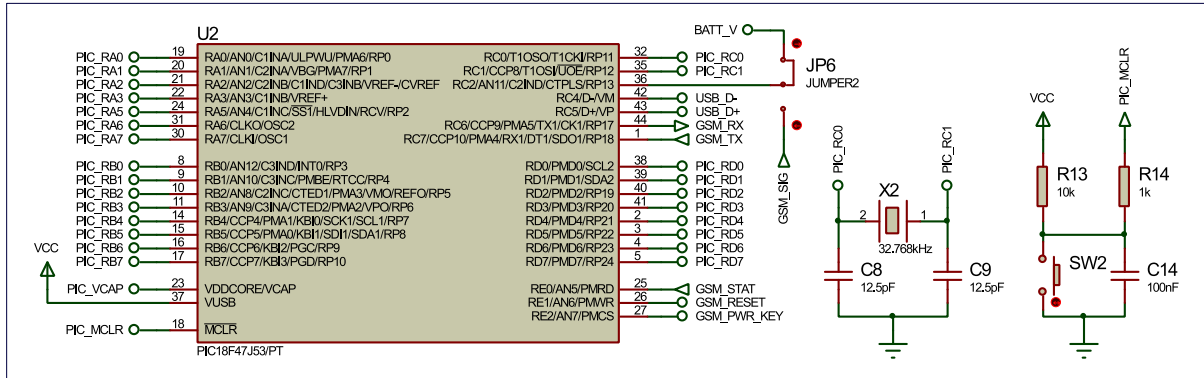 U2
PIC_RA0 19 RA0/AN0/C1INA/ULPWU/PMA6/RP0
PIC_RA1 20 RA1/AN1/C2INA/VBG/PMA7/RP1
PIC_RA2 21 RA2/AN2/C2INB/C1IND/C3INB/VREF-/CVREF
PIC_RA3 22 RA3/AN3/C1INB/VREF+
PIC_RA5 24 RA5/AN4/C1INC/SS1/HLVDIN/RCV/RP2
PIC_RA6 31 RA6/CLKO/OSC2
PIC_RA7 30 RA7/CLKI/OSC1
PIC_RB0 8 RB0/AN12/C3IND/INT0/RP3
PIC_RB1 9 RB1/AN10/C3INC/PMBE/RTCC/RP4
PIC_RB2 10 RB2/AN8/C2INC/CTED1/PMA3/VMO/REFO/RP5
PIC_RB3 11 RB3/AN9/C3INA/CTED2/PMA2/VPO/RP6
PIC_RB4 14 RB4/CCP4/PMA1/KBI0/SCK1/SCL1/RP7
PIC_RB5 15 RB5/CCP5/PMA0/KBI1/SDI1/SDA1/RP8
PIC_RB6 16 RB6/CCP6/KBI2/PGC/RP9
PIC_RB7 17 RB7/CCP7/KBI3/PGD/RP10
VCC
PIC_VCAP 23 VDDCORE/VCAP
37 VUSB
PIC_MCLR 18 MCLR
PIC18F47J53/PT
RC0/T1OSO/T1CKI/RP11 32 PIC_RC0
RC1/CCP8/T1OSI/UOE/RP12 35 PIC_RC1
RC2/AN11/C2IND/CTPLS/RP13 36
RC4/D-/VM 42 USB_D-
RC5/D+/VP 43 USB_D+
RC6/CCP9/PMA5/TX1/CK1/RP17 44 GSM_RX
RC7/CCP10/PMA4/RX1/DT1/SDO1/RP18 1 GSM_TX
RD0/PMD0/SCL2 38 PIC_RD0
RD1/PMD1/SDA2 39 PIC_RD1
RD2/PMD2/RP19 40 PIC_RD2
RD3/PMD3/RP20 41 PIC_RD3
RD4/PMD4/RP21 2 PIC_RD4
RD5/PMD5/RP22 3 PIC_RD5
RD6/PMD6/RP23 4 PIC_RD6
RD7/PMD7/RP24 5 PIC_RD7
RE0/AN5/PMRD 25 GSM_STAT
RE1/AN6/PMWR 26 GSM_RESET
RE2/AN7/PMCS 27 GSM_PWR_KEY
BATT_V
JP6
JUMPER2
GSM_SIG
PIC_RC0
PIC_RC1
X2
2 1
32.768kHz
C8
12.5pF
C9
12.5pF
VCC
PIC_MCLR
R13
10k
R14
1k
SW2
C14
100nF